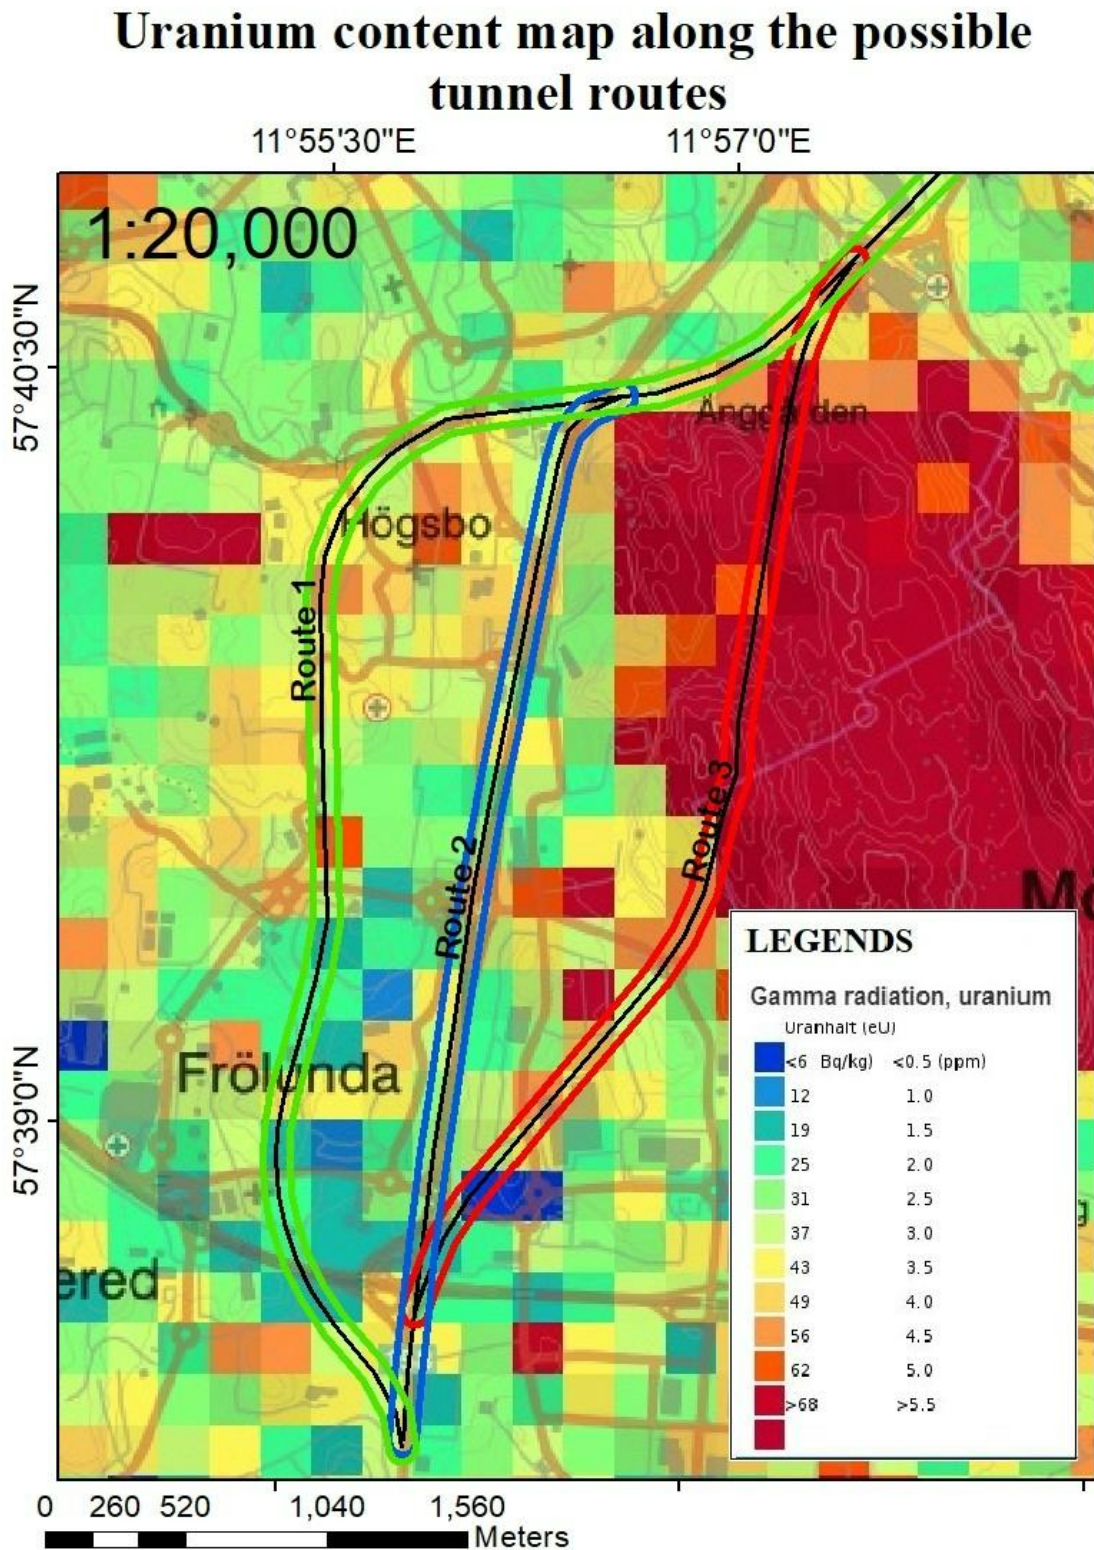 Uranium content map along the possible
tunnel routes
11°55'30"E
11°57'0"E
1:20,000
57°40'30"N
Änggården
Högsbo
Route 1
Route 2
Route 3
57°39'0"N
Frölunda
ered
LEGENDS
Gamma radiation, uranium
Uranhalt (eU)
<6 Bq/kg) <0.5 (ppm)
12 1.0
19 1.5
25 2.0
31 2.5
37 3.0
43 3.5
49 4.0
56 4.5
62 5.0
>68 >5.5
0 260 520 1,040 1,560
Meters